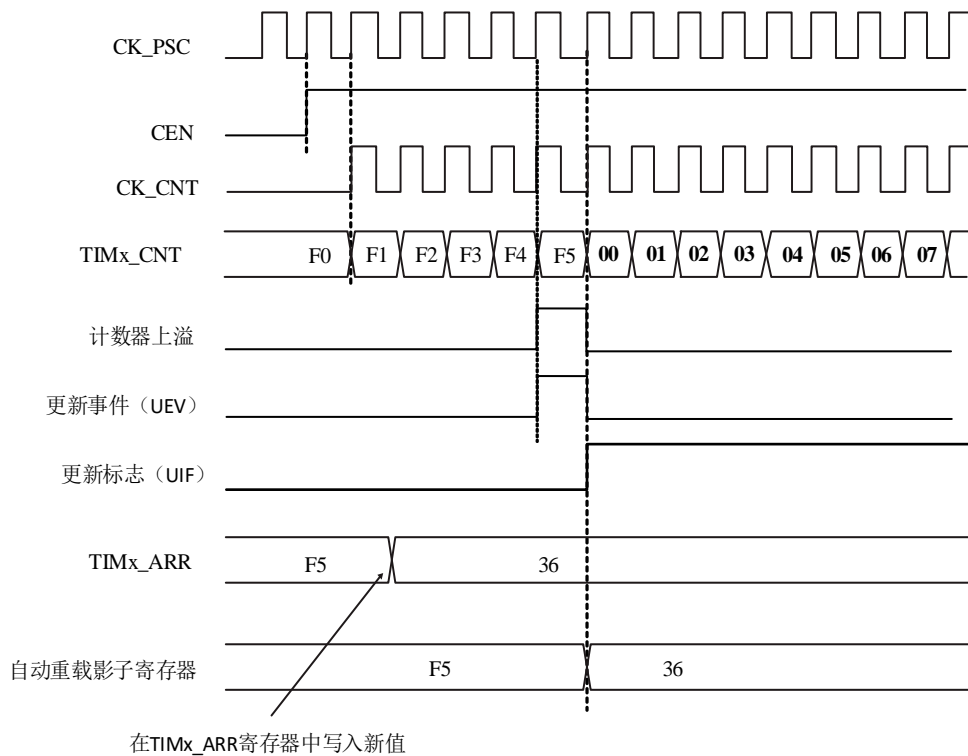 CK_PSC
CEN
CK_CNT
TIMx_CNT F0 F1 F2 F3 F4 F5 00 01 02 03 04 05 06 07
计数器上溢
更新事件（UEV）
更新标志（UIF）
TIMx_ARR F5 36
自动重载影子寄存器 F5 36
在TIMx_ARR寄存器中写入新值